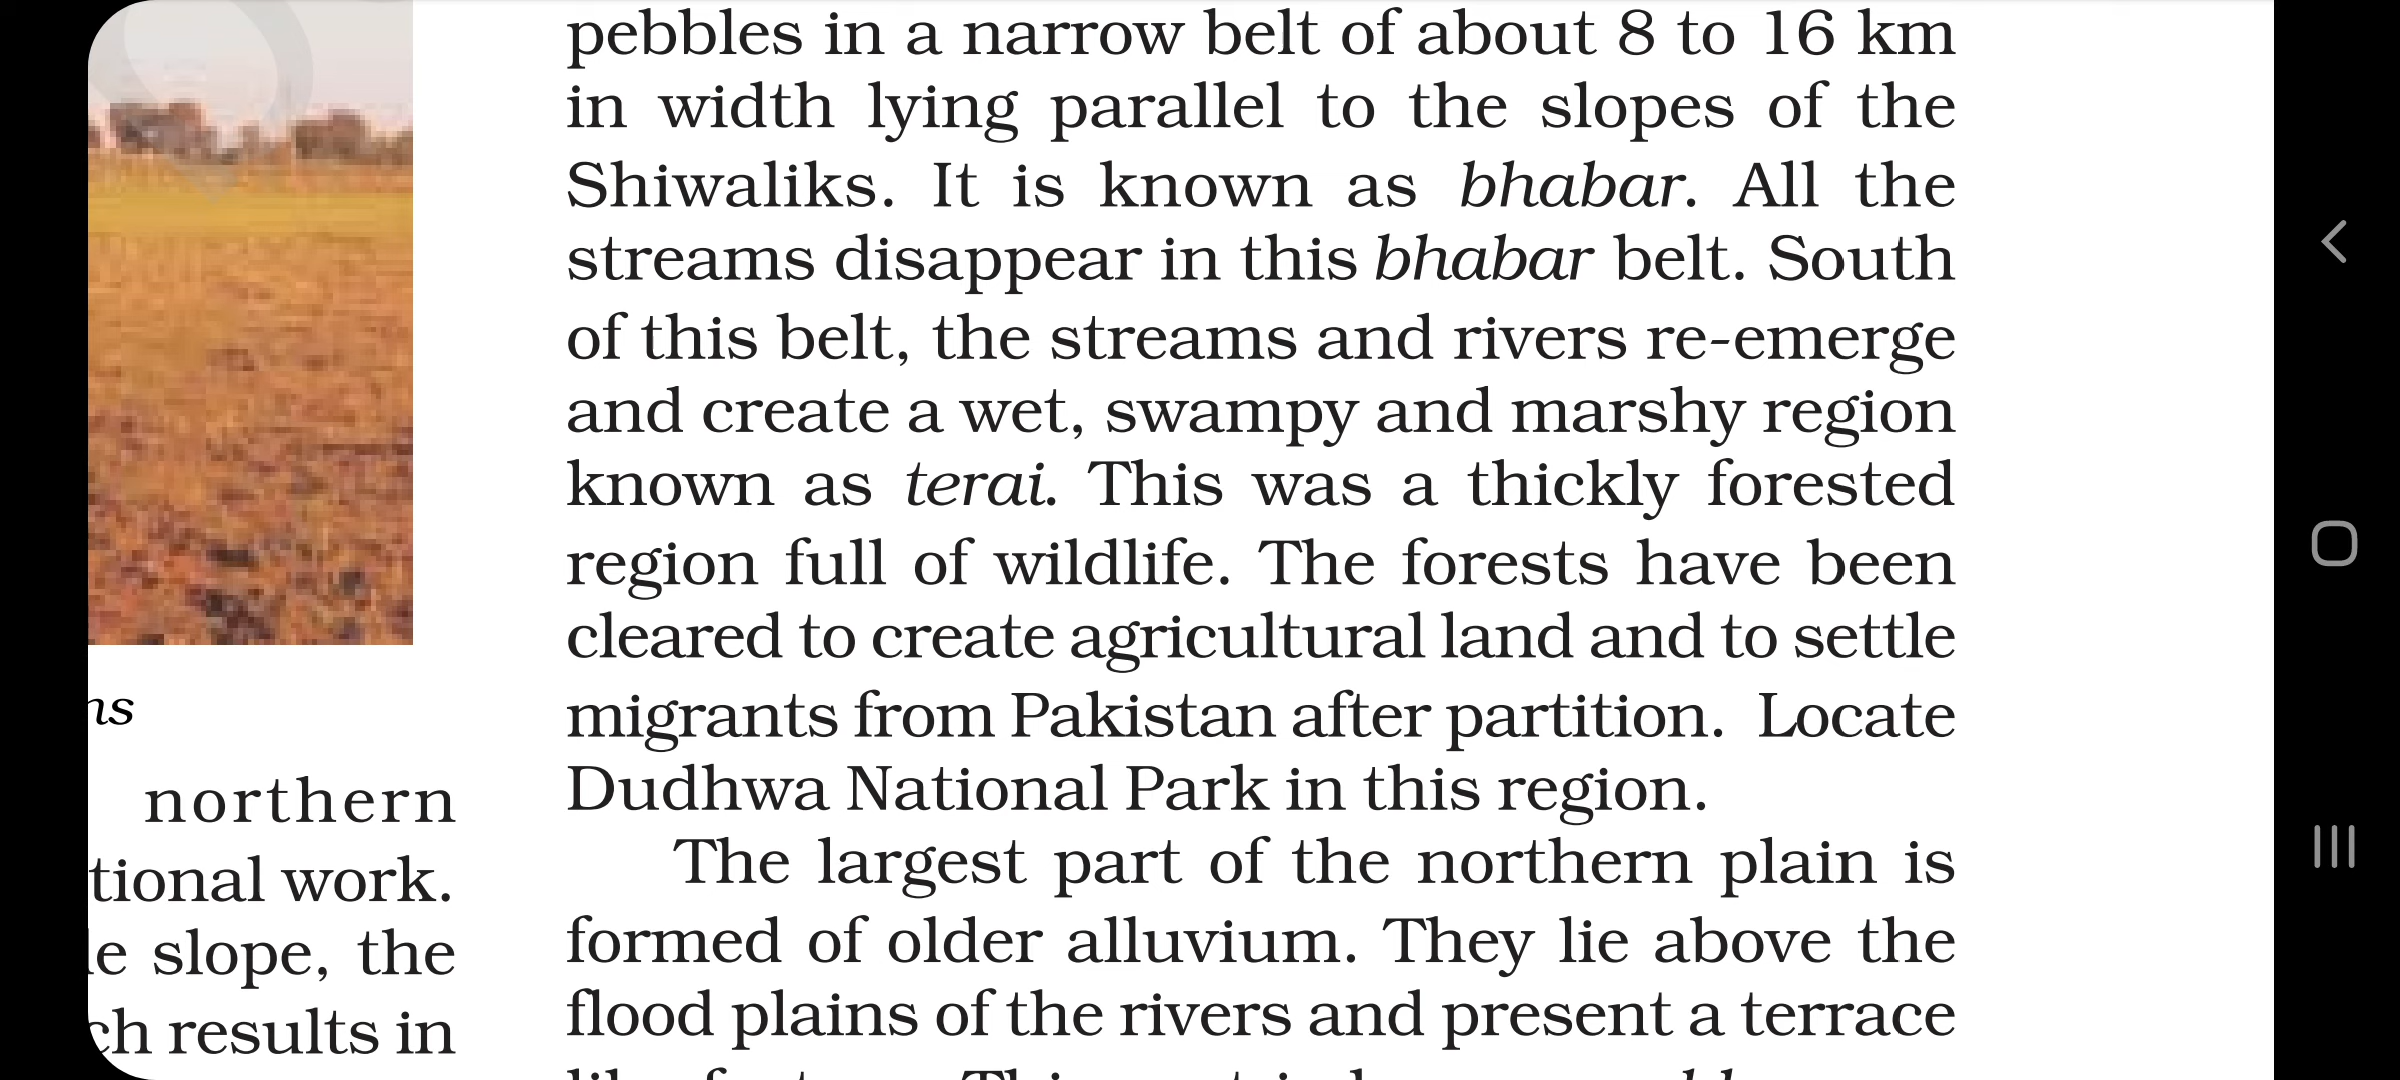 ns
northern
tional work.
slope, the
results in
pebbles in a narrow belt of about 8 to 16 km
in width lying parallel to the slopes of the
Shiwaliks. It is known as bhabar. All the
streams disappear in this bhabar belt. South
of this belt, the streams and rivers re-emerge
and create a wet, swampy and marshy region
known as terai. This was a thickly forested
region full of wildlife. The forests have been
cleared to create agricultural land and to settle
migrants from Pakistan after partition. Locate
Dudhwa National Park in this region.
The largest part of the northern plain is
formed of older alluvium. They lie above the
flood plains of the rivers and present a terrace